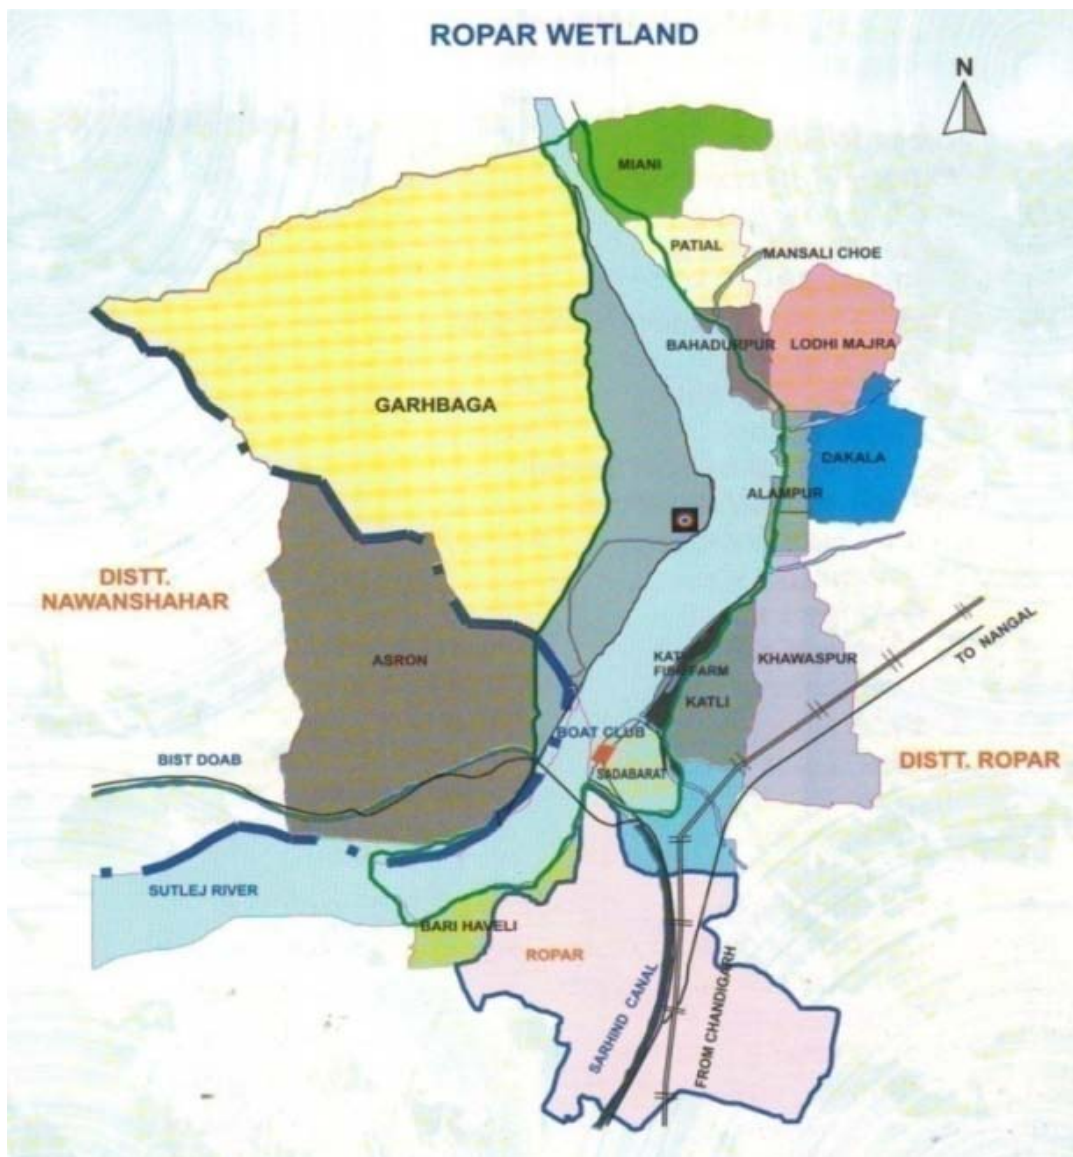 ROPAR WETLAND
N
MIANI
PATIAL
MANSALI CHOE
BAHADURPUR
LODHI MAJRA
GARHBAGA
DAKALA
ALAMPUR
DISTT.
NAWANSHAHAR
TO NANGAL
ASRON
FARM
KHAWASPUR
KATLI
BOAT CLUB
BIST DOAB
SADABARAT
DISTT. ROPAR
SUTLEJ RIVER
BARI HAVELI
ROPAR
SARHIND CANAL
FROM CHANDIGARH